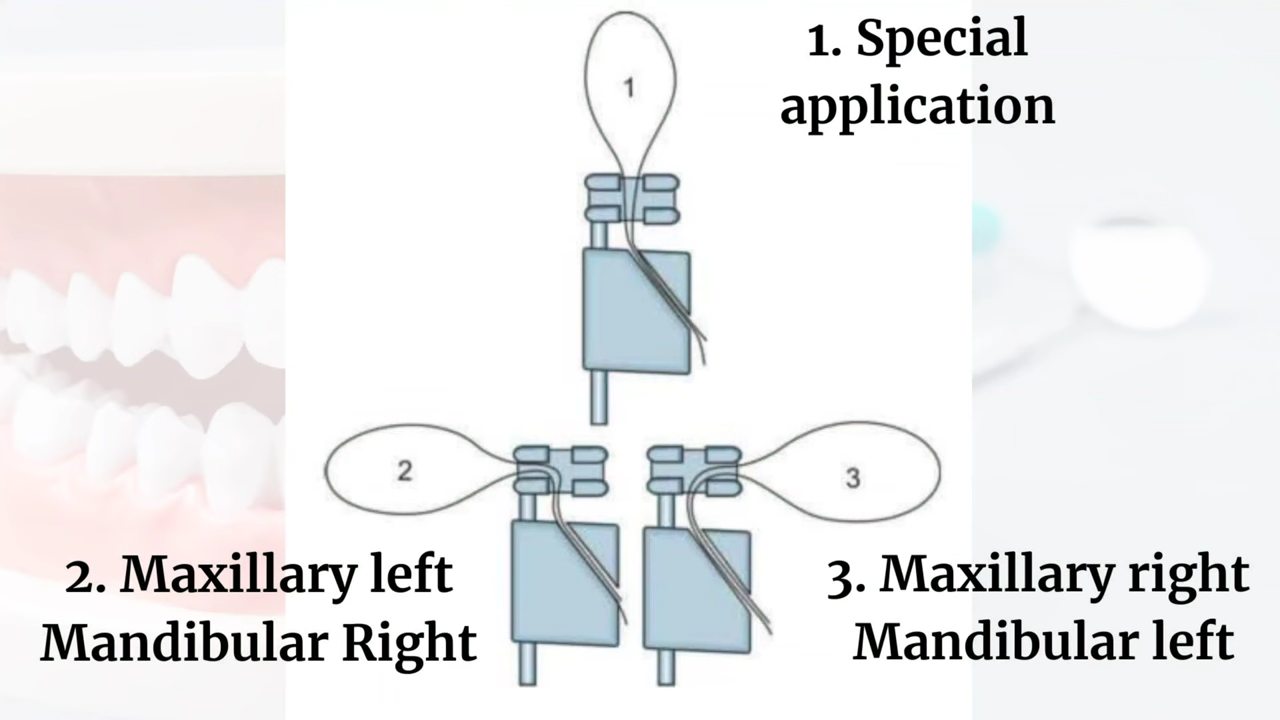 1. Special
application
1
2
3
2. Maxillary left
Mandibular Right
3. Maxillary right
Mandibular left